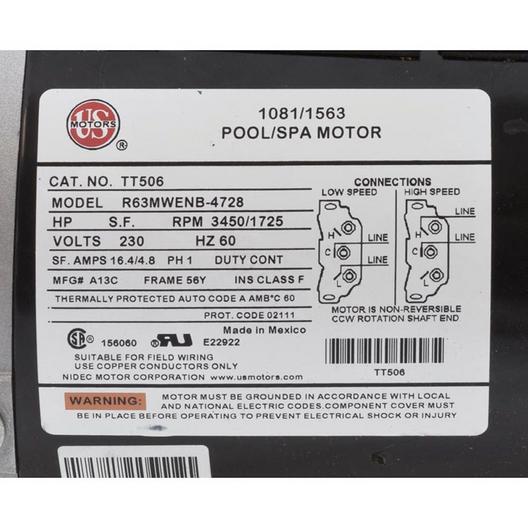 US
MOTORS
®
1081/1563
POOL/SPA MOTOR
CAT. NO. TT506
MODEL R63MWENB-4728
HP S.F. RPM 3450/1725
VOLTS 230 HZ 60
SF. AMPS 16.4/4.8 PH 1 DUTY CONT
MFG# A13C FRAME 56Y INS CLASS F
THERMALLY PROTECTED AUTO CODE A AMB°C 60
PROT. CODE 02111
Made in Mexico
SA 156060 RU E22922
SUITABLE FOR FIELD WIRING
USE COPPER CONDUCTORS ONLY
NIDEC MOTOR CORPORATION www.usmotors.com
CONNECTIONS
LOW SPEED HIGH SPEED
H LINE H LINE
C LINE C LINE
L L
MOTOR IS NON-REVERSIBLE
CCW ROTATION SHAFT END
TT506
WARNING: MOTOR MUST BE GROUNDED IN ACCORDANCE WITH LOCAL
AND NATIONAL ELECTRIC CODES.COMPONENT COVER MUST
BE IN PLACE BEFORE OPERATING TO PREVENT ELECTRICAL SHOCK OR INJURY